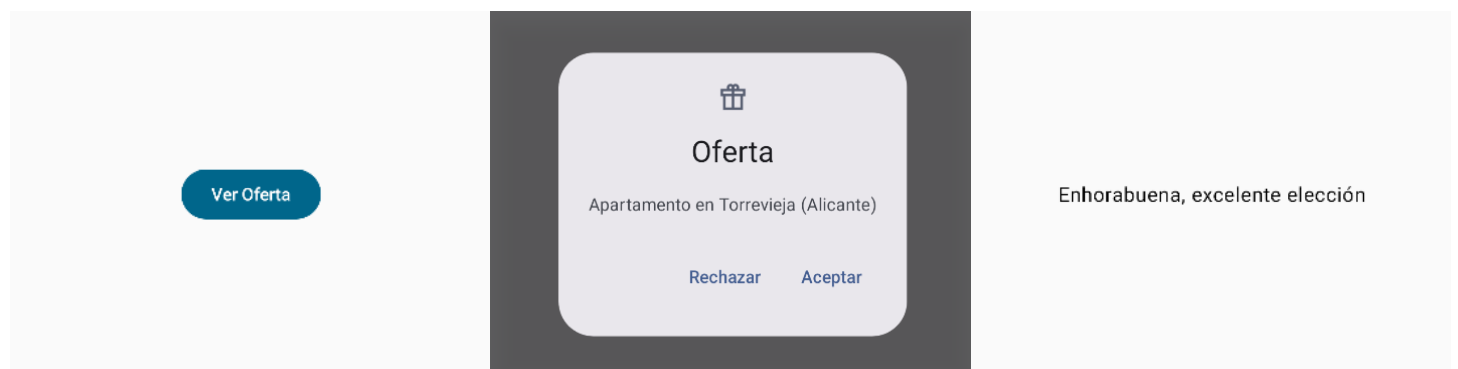 Ver Oferta
Oferta
Apartamento en Torrevieja (Alicante)
Rechazar Aceptar
Enhorabuena, excelente elección